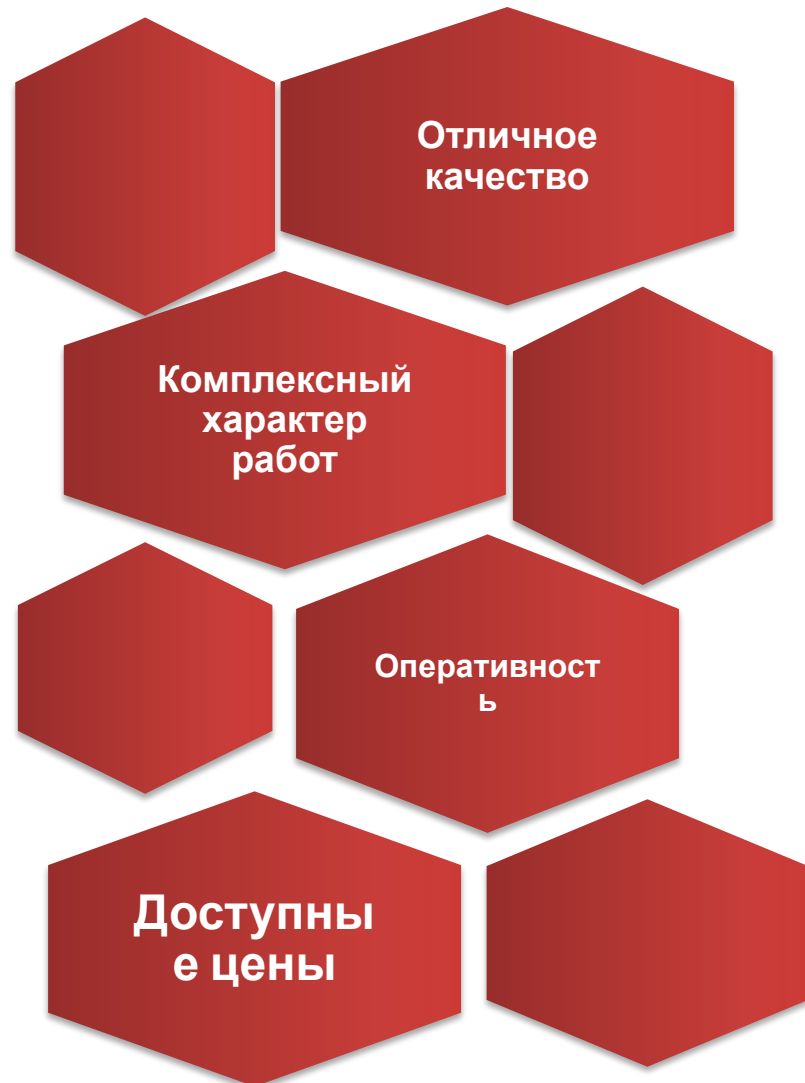 Отличное
качество
Комплексный
характер
работ
Оперативност
ь
Доступны
е цены